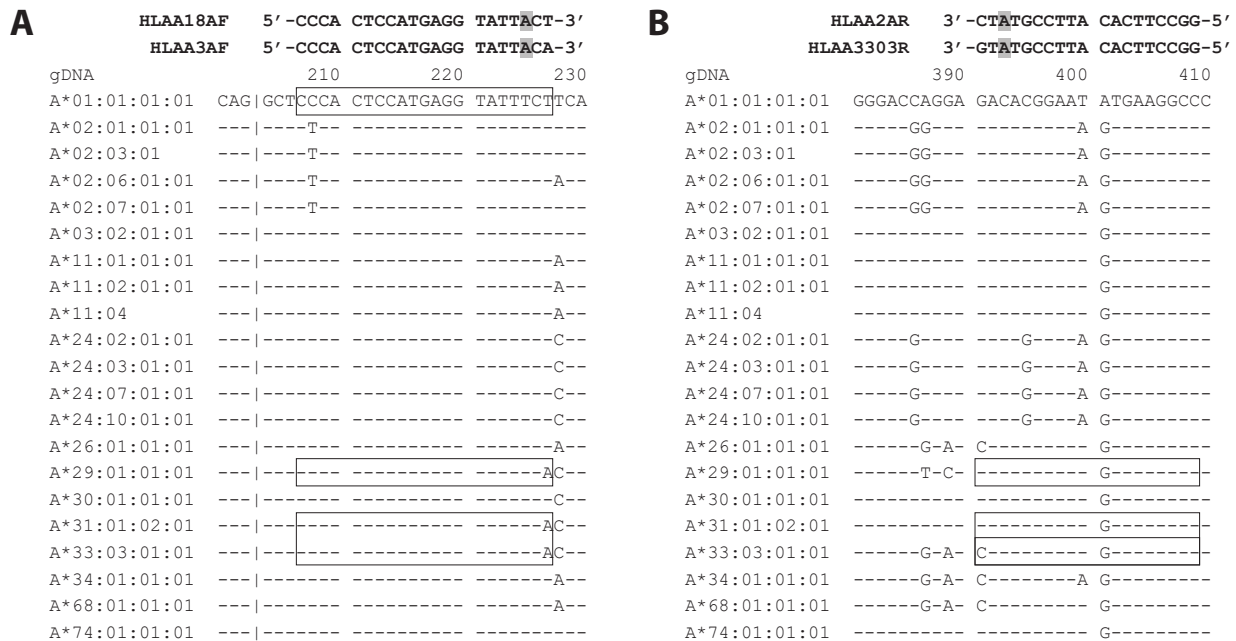 A
HLAA18AF 5’-CCCA CTCCATGAGG TATTACT-3’
HLAA3AF 5’-CCCA CTCCATGAGG TATTACA-3’
gDNA 210 220 230
A*01:01:01:01 CAG|GCTCCCA CTCCATGAGG TATTTCTTCA
A*02:01:01:01 ---|----T-- ---------- ----------
A*02:03:01 ---|----T-- ---------- ----------
A*02:06:01:01 ---|----T-- ---------- -------A--
A*02:07:01:01 ---|----T-- ---------- ----------
A*03:02:01:01 ---|------- ---------- ----------
A*11:01:01:01 ---|------- ---------- -------A--
A*11:02:01:01 ---|------- ---------- -------A--
A*11:04 ---|------- ---------- -------A--
A*24:02:01:01 ---|------- ---------- -------C--
A*24:03:01:01 ---|------- ---------- -------C--
A*24:07:01:01 ---|------- ---------- -------C--
A*24:10:01:01 ---|------- ---------- -------C--
A*26:01:01:01 ---|------- ---------- -------A--
A*29:01:01:01 ---|------- ---------- ------AC--
A*30:01:01:01 ---|------- ---------- -------C--
A*31:01:02:01 ---|------- ---------- ------AC--
A*33:03:01:01 ---|------- ---------- ------AC--
A*34:01:01:01 ---|------- ---------- -------A--
A*68:01:01:01 ---|------- ---------- -------A--
A*74:01:01:01 ---|------- ---------- ----------
B
HLAA2AR 3’-CTATGCCTTA CACTTCCGG-5’
HLAA3303R 3’-GTATGCCTTA CACTTCCGG-5’
390 400 410
A*01:01:01:01 GGGACCAGGA GACACGGAAT ATGAAGGCCC
A*02:01:01:01 -----GG--- ---------A G---------
A*02:03:01 -----GG--- ---------A G---------
A*02:06:01:01 -----GG--- ---------A G---------
A*02:07:01:01 -----GG--- ---------A G---------
A*03:02:01:01 ---------- ---------- G---------
A*11:01:01:01 ---------- ---------- G---------
A*11:02:01:01 ---------- ---------- G---------
A*11:04 ---------- ---------- G---------
A*24:02:01:01 -----G---- ----G----A G---------
A*24:03:01:01 -----G---- ----G----A G---------
A*24:07:01:01 -----G---- ----G----A G---------
A*24:10:01:01 -----G---- ----G----A G---------
A*26:01:01:01 ------G-A- C--------- G---------
A*29:01:01:01 ------T-C- ---------- G---------
A*30:01:01:01 ---------- ---------- G---------
A*31:01:02:01 ---------- ---------- G---------
A*33:03:01:01 ------G-A- C--------- G---------
A*34:01:01:01 ------G-A- C--------A G---------
A*68:01:01:01 ------G-A- C--------- G---------
A*74:01:01:01 ---------- ---------- G---------